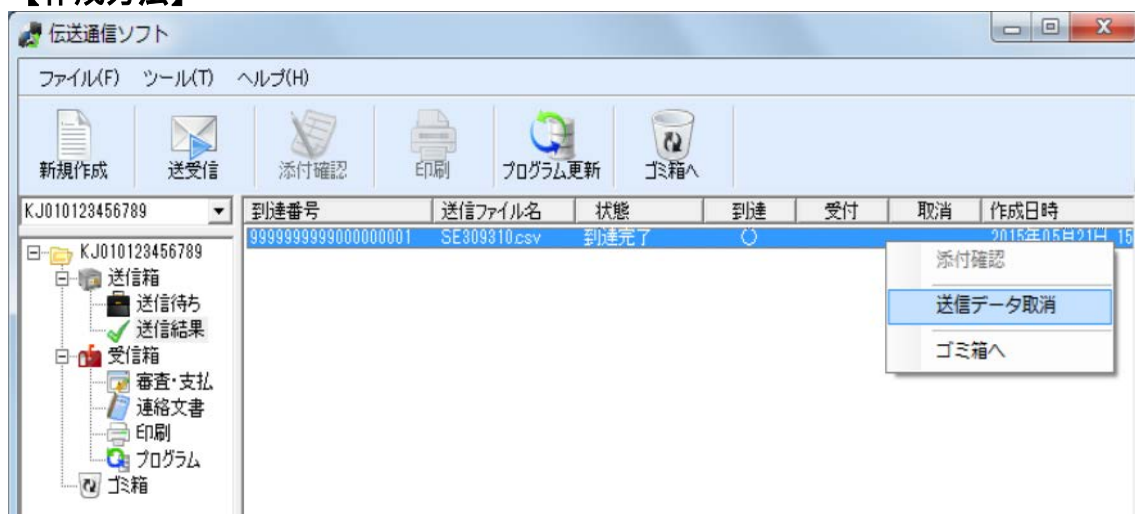 【作成方法】
伝送通信ソフト
ファイル(F) ツール(T) ヘルプ(H)
新規作成 送受信 添付確認 印刷 プログラム更新 ゴミ箱へ
KJ010123456789
到達番号 送信ファイル名 状態 到達 受付 取消 作成日時
9999999999000000001 SE309310.csv 到達完了 ○ 2015年05月21日 15
KJ010123456789
送信箱
送信待ち
送信結果
受信箱
審査・支払
連絡文書
印刷
プログラム
ゴミ箱
添付確認
送信データ取消
ゴミ箱へ